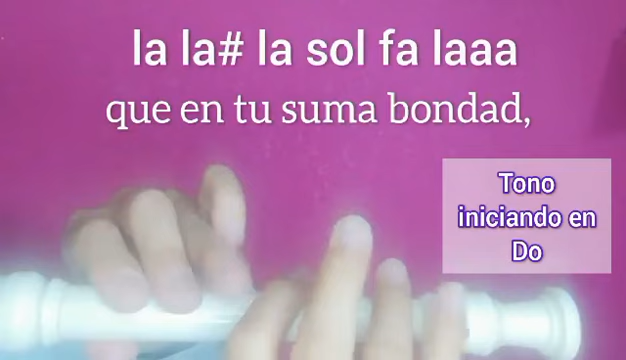 la la# la sol fa laaa
que en tu suma bondad,
Tono
iniciando en
Do